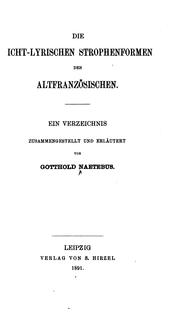 DIE
ICHT-LYRISCHEN STROPHENFORMEN
DES
ALTFRANZÖSISCHEN.
EIN VERZEICHNIS
ZUSAMMENGESTELLT UND ERLÄUTERT
VON
GOTTHOLD NAETEBUS.
LEIPZIG
VERLAG VON S. HIRZEL
1891.